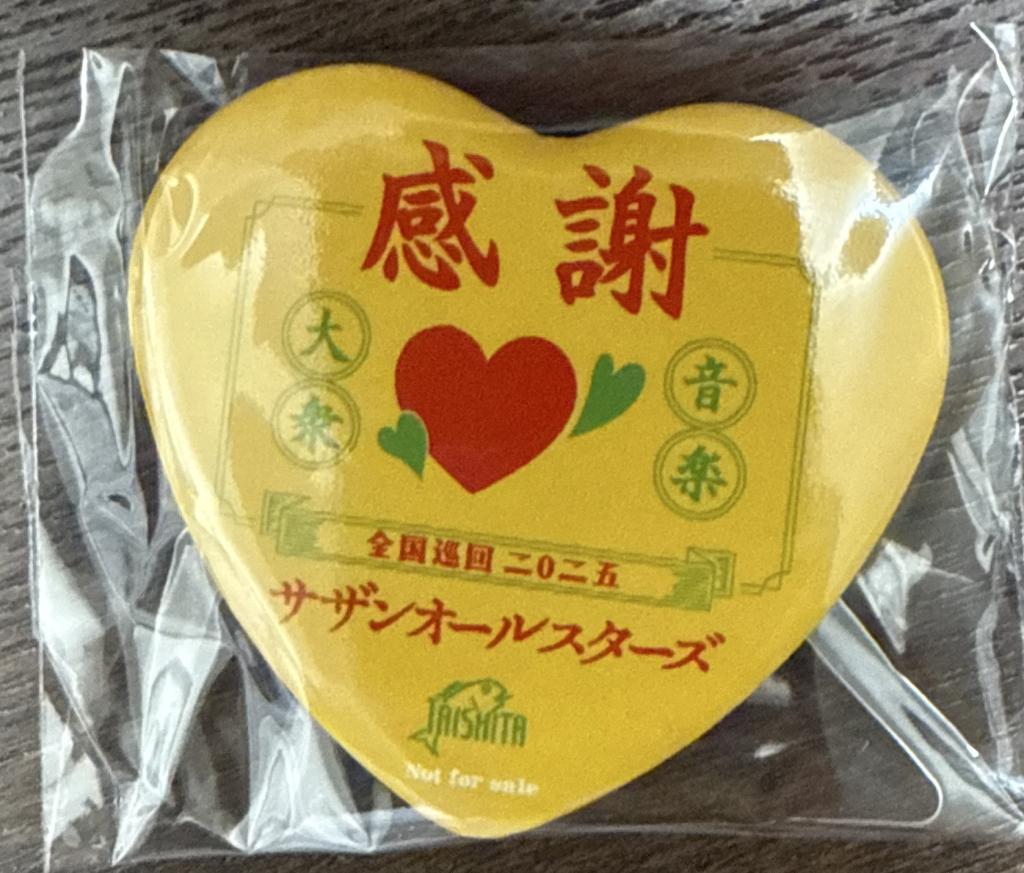 感謝
大衆
音楽
全国巡回 二0二五
サザンオールスターズ
TAISHITA
Not for sale